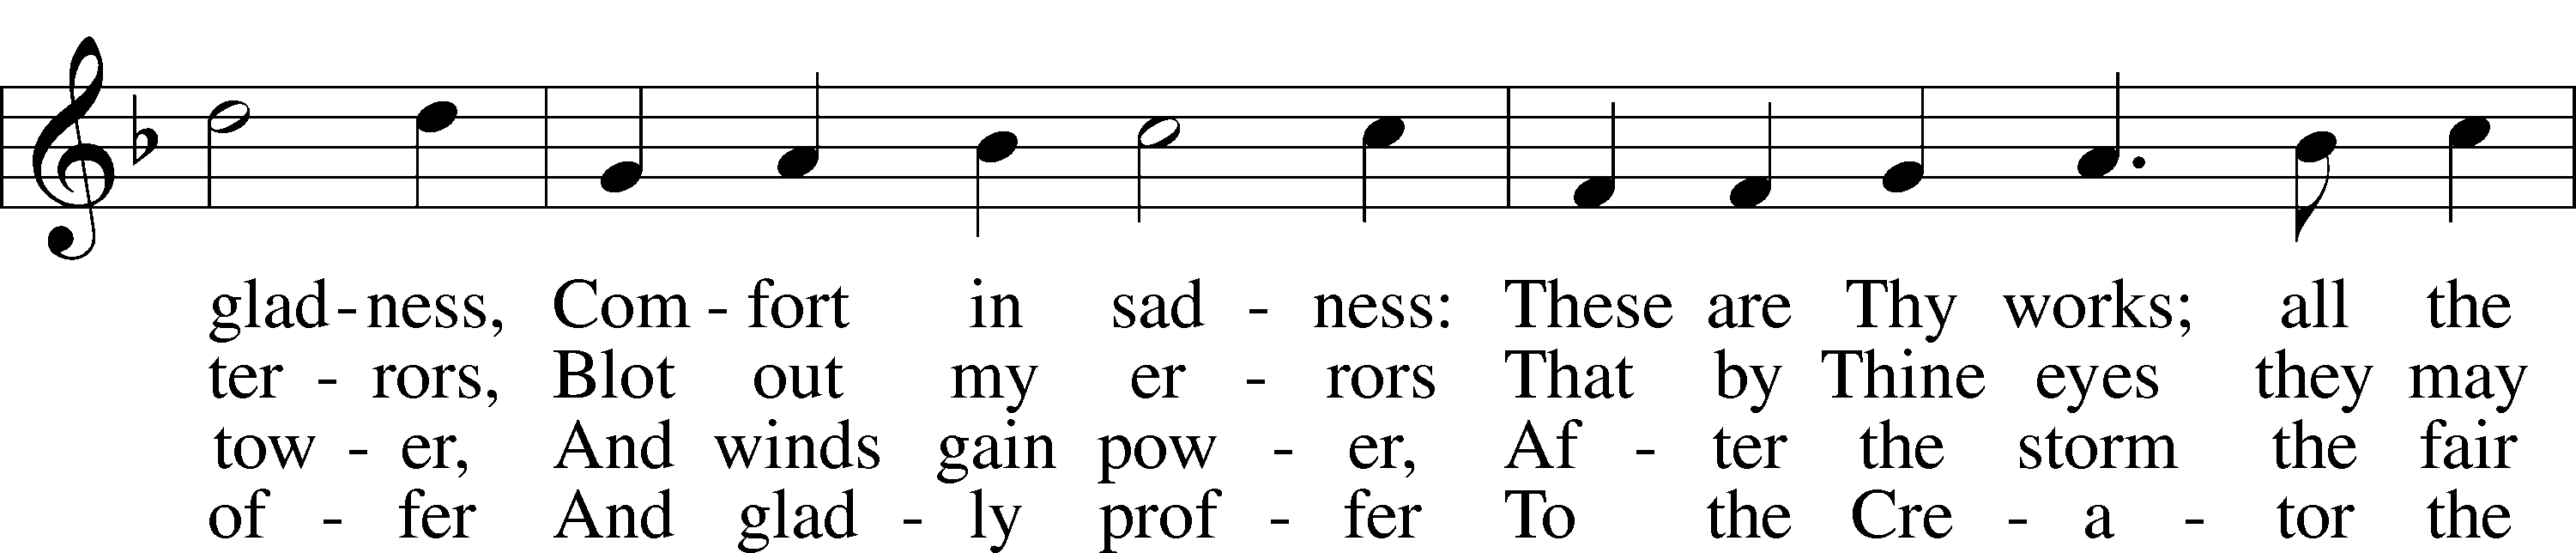 glad-ness, Com - fort in sad - ness: These are Thy works; all the
ter - rors, Blot out my er - rors That by Thine eyes they may
tow - er, And winds gain pow - er, Af - ter the storm the fair
of - fer And glad - ly prof - fer To the Cre - a - tor the